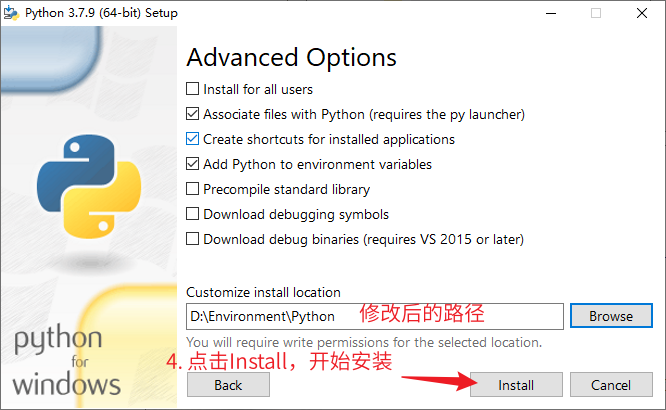 Python 3.7.9 (64-bit) Setup
Advanced Options
Install for all users
Associate files with Python (requires the py launcher)
Create shortcuts for installed applications
Add Python to environment variables
Precompile standard library
Download debugging symbols
Download debug binaries (requires VS 2015 or later)
Customize install location
D:\Environment\Python 修改后的路径 Browse
You will require write permissions for the selected location.
4. 点击Install，开始安装
Back Install Cancel
python
for
windows